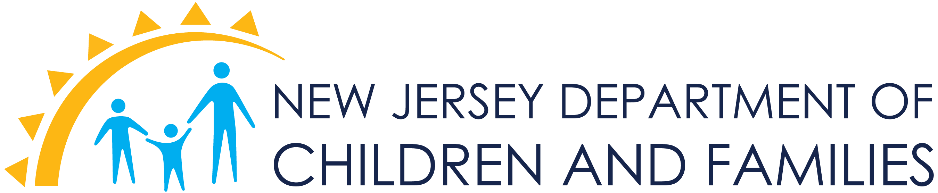 NEW JERSEY DEPARTMENT OF
CHILDREN AND FAMILIES